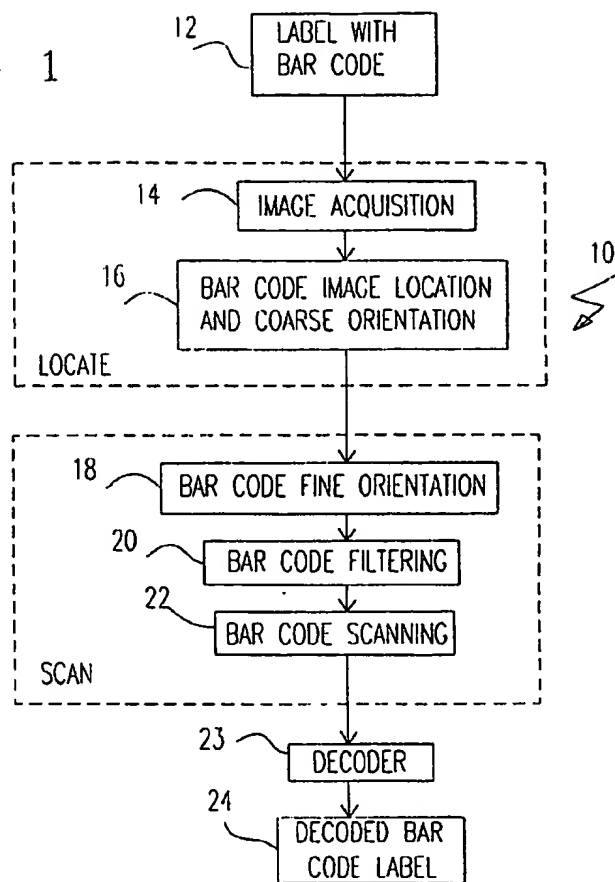 12
LABEL WITH
BAR CODE
1
14
IMAGE ACQUISITION
10
16
BAR CODE IMAGE LOCATION
AND COARSE ORIENTATION
LOCATE
18
BAR CODE FINE ORIENTATION
20
BAR CODE FILTERING
22
BAR CODE SCANNING
SCAN
23
DECODER
24
DECODED BAR
CODE LABEL